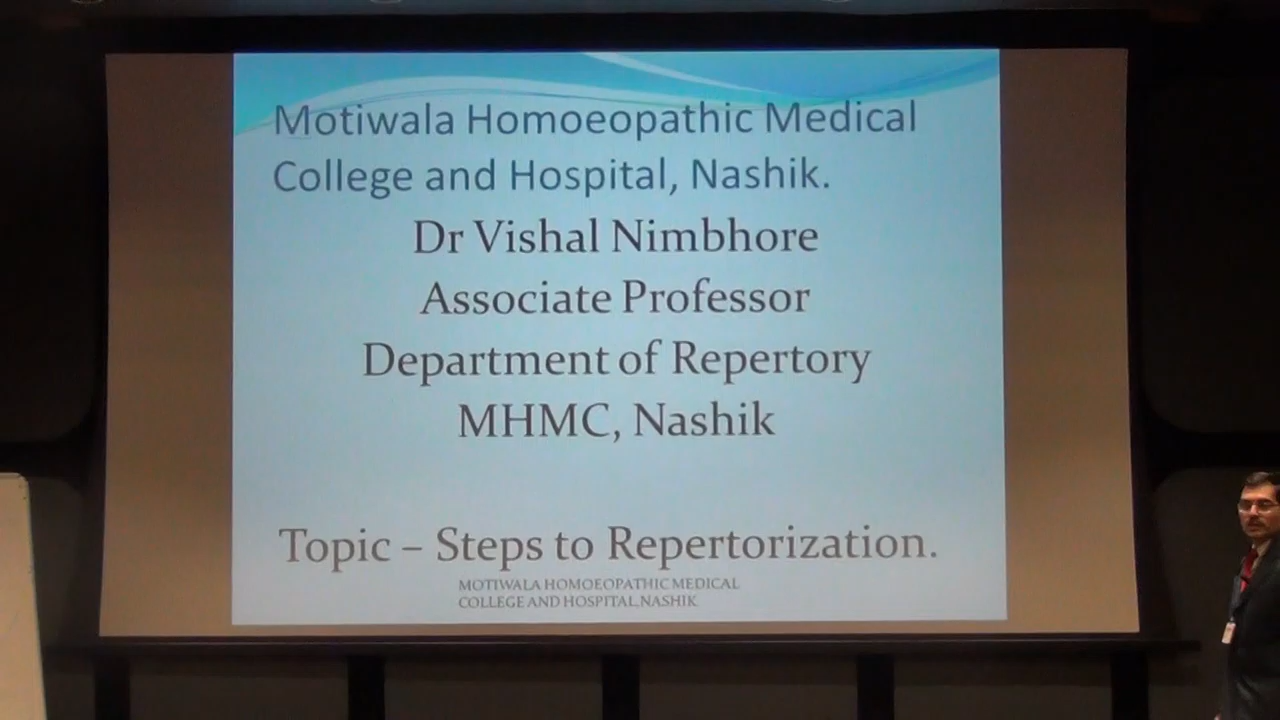 Motiwala Homoeopathic Medical
College and Hospital, Nashik.
Dr Vishal Nimbhore
Associate Professor
Department of Repertory
MHMC, Nashik
Topic – Steps to Repertorization.
MOTIWALA HOMOEOPATHIC MEDICAL
COLLEGE AND HOSPITAL,NASHIK